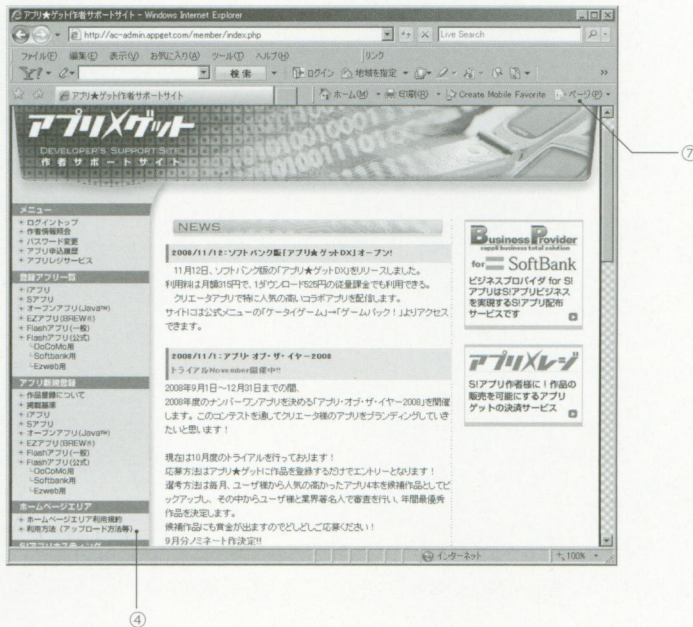 アプリ★ゲット作者サポートサイト - Windows Internet Explorer
http://ac-admin.appget.com/member/index.php
Live Search
ファイル(F) 編集(E) 表示(V) お気に入り(A) ツール(T) ヘルプ(H)
リンク
検索
ログイン
地域を指定
アプリ★ゲット作者サポートサイト
ホーム(M)
印刷(R)
Create Mobile Favorite
ページ(P)
⑦
アプリ★ゲット
DEVELOPER'S SUPPORT SITE
作者サポートサイト
メニュー
+ ログイントップ
+ 作者情報照会
+ パスワード変更
+ アプリ申込履歴
+ アプリレジサービス
登録アプリ一覧
+ iアプリ
+ Sアプリ
+ オープンアプリ(Java™)
+ EZアプリ(BREW®)
+ Flashアプリ(一般)
+ Flashアプリ(公式)
└DoCoMo用
└Softbank用
└Ezweb用
アプリ新規登録
+ 作品登録について
+ 掲載基準
+ iアプリ
+ Sアプリ
+ オープンアプリ(Java™)
+ EZアプリ(BREW®)
+ Flashアプリ(一般)
+ Flashアプリ(公式)
└DoCoMo用
└Softbank用
└Ezweb用
ホームページエリア
+ ホームページエリア利用規約
+ 利用方法(アップロード方法等)
S!アプリホスティング
NEWS
2008/11/12:ソフトバンク版「アプリ★ゲットDX」オープン!
11月12日、ソフトバンク版の「アプリ★ゲットDX」をリリースしました。
利用料は月額315円で、1ダウンロード525円の従量課金でも利用できる。
クリエータアプリで特に人気の高いコラボアプリを配信します。
サイトには公式メニューの「ケータイゲーム」→「ゲームパック!」よりアクセス
できます。
2008/11/1:アプリ・オブ・ザ・イヤー2008
トライアルNovember開催中!!
2008年9月1日～12月31日までの間、
2008年度のナンバーワンアプリを決める「アプリ・オブ・ザ・イヤー2008」を開催
します。このコンテストを通してクリエータ様のアプリをブランディングしていき
たいと思います!
現在は10月度のトライアルを行っております!
応募方法はアプリ★ゲットに作品を登録するだけでエントリーとなります!
選考方法は毎月、ユーザ様から人気の高かったアプリ4本を候補作品としてピ
ックアップし、その中からユーザ様と業界著名人で審査を行い、年間最優秀
作品を決定します。
候補作品にも賞金が出ますのでどしどしご応募ください!
9月分ノミネート作決定!!
Business Provider
sappli business total solution
for SoftBank
ビジネスプロバイダ for S!
アプリはS!アプリビジネス
を実現するS!アプリ配布
サービスです
アプリ★レジ
S!アプリ作者様に!作品の
販売を可能にするアプリ
ゲットの決済サービス
インターネット
100%
④